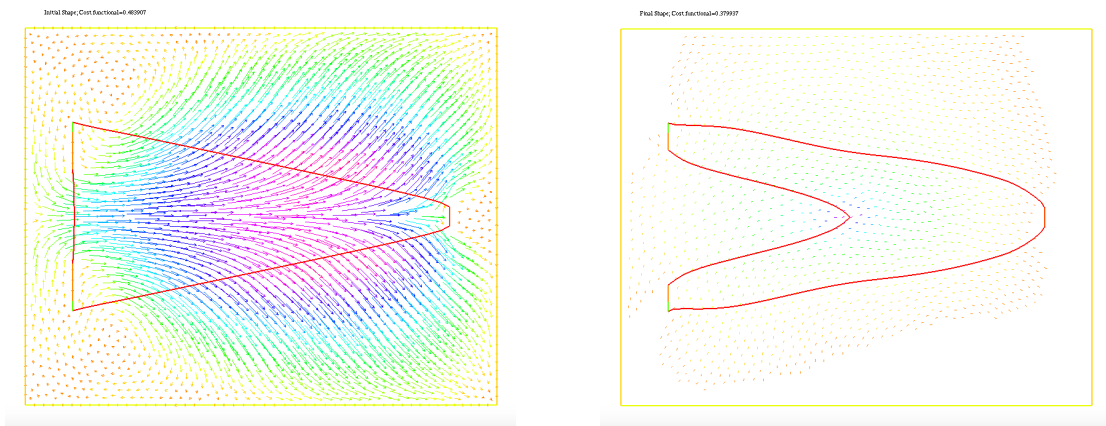 Initial Shape; Cost functional=0.483907
Final Shape; Cost functional=0.379937